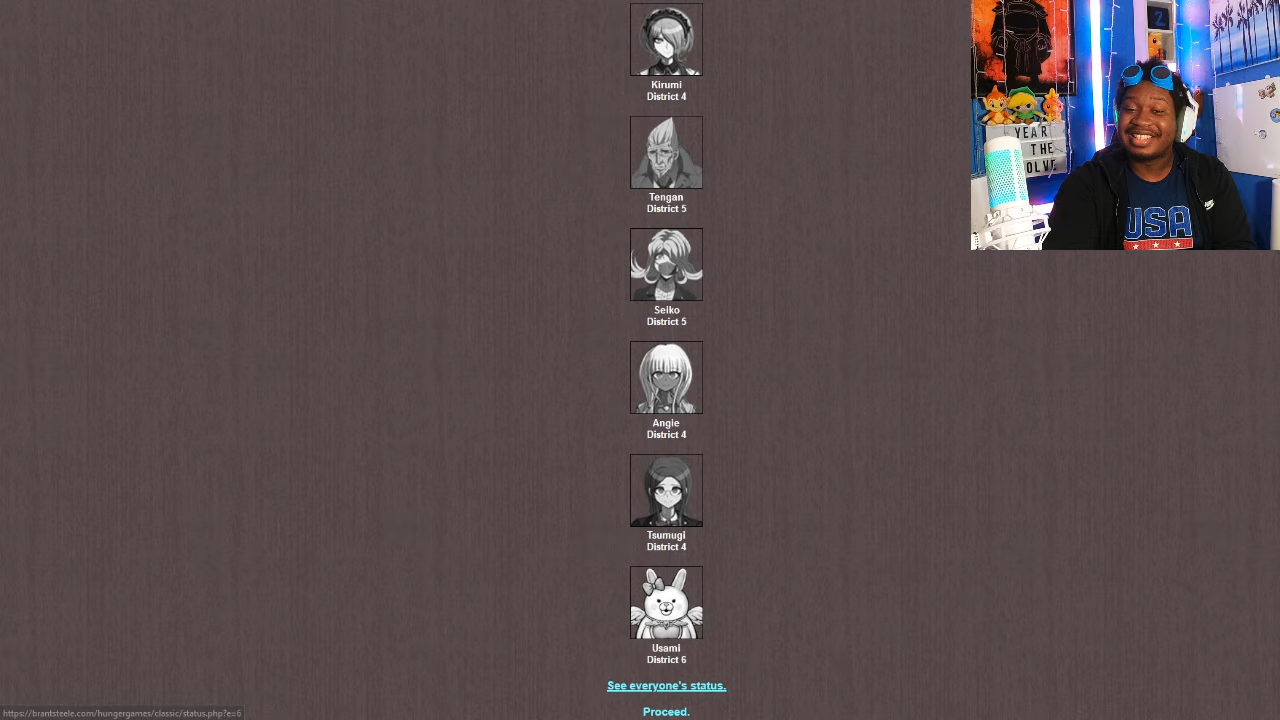 Kirumi
District 4
Tengan
District 5
Seiko
District 5
Angie
District 4
Tsumugi
District 4
Usami
District 6
See everyone's status.
Proceed.
https://brantsteele.com/hungergames/classic/status.php?e=6
2
YEAR
THE
OLVE
USA